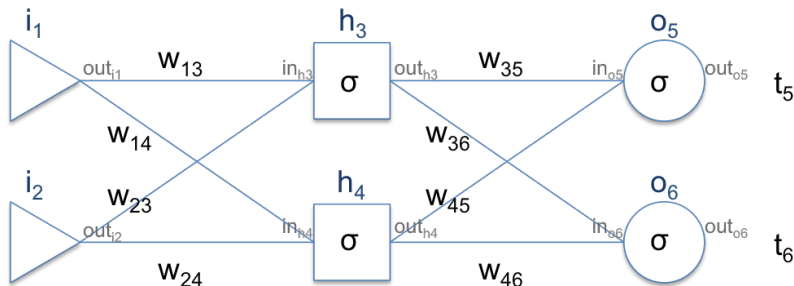 i1 h3 o5
w13 w35
outi1 inh3 σ outh3 ino5 σ outo5 t5
w14 w36
i2 h4 o6
w23 w45
outi2 inh4 σ outh4 ino6 σ outo6 t6
w24 w46